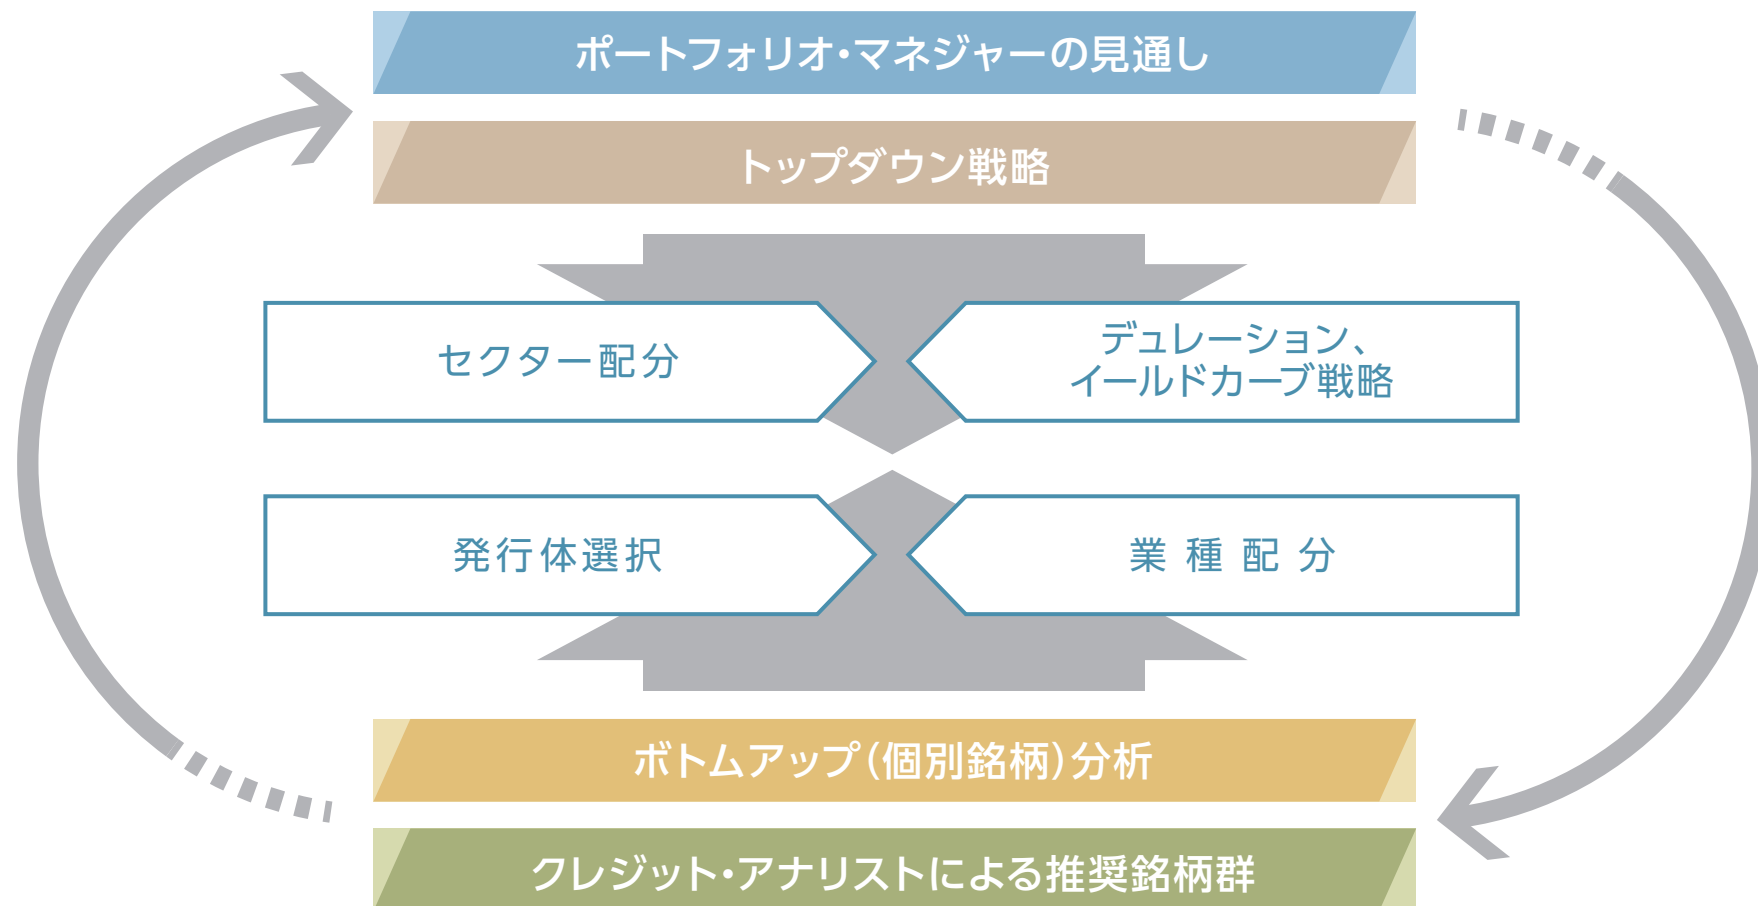 ポートフォリオ・マネジャーの見通し
トップダウン戦略
セクター配分
デュレーション、
イールドカーブ戦略
発行体選択
業種配分
ボトムアップ(個別銘柄)分析
クレジット・アナリストによる推奨銘柄群